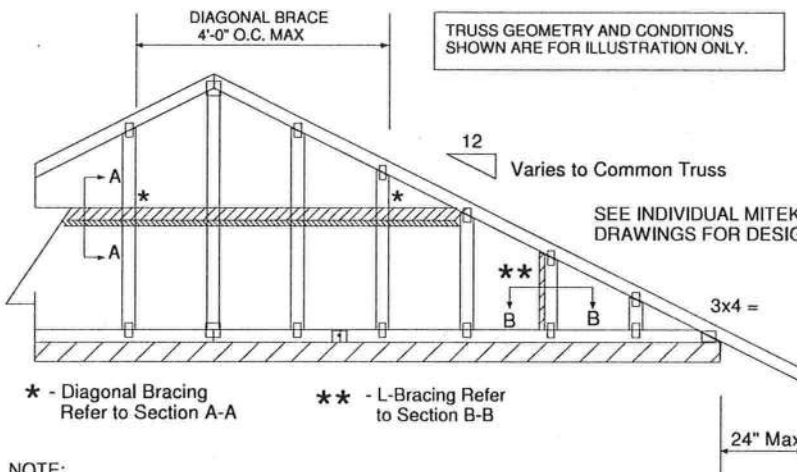 DIAGONAL BRACE
4'-0" O.C. MAX
TRUSS GEOMETRY AND CONDITIONS
SHOWN ARE FOR ILLUSTRATION ONLY.
12
Varies to Common Truss
A
*
*
A
SEE INDIVIDUAL MITEK
DRAWINGS FOR DESIG
**
B
B
3x4 =
* - Diagonal Bracing
Refer to Section A-A
** - L-Bracing Refer
to Section B-B
24" Max
NOTE: